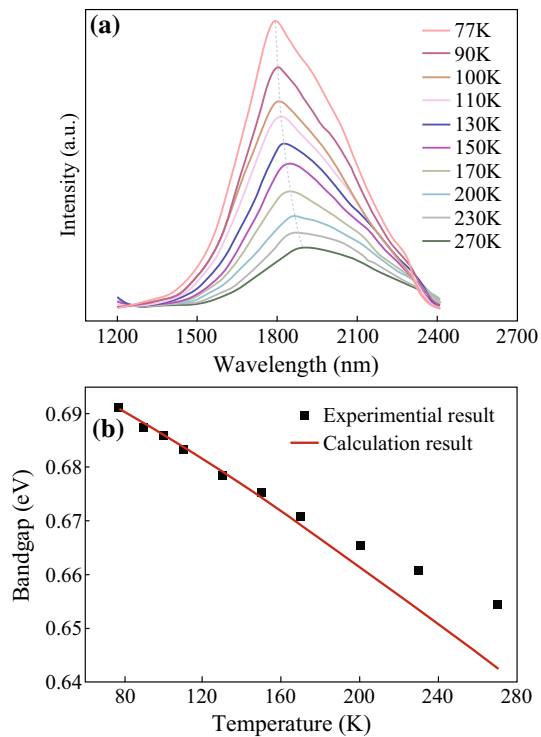 (a)
77K
90K
100K
110K
130K
150K
170K
200K
230K
270K
Intensity (a.u.)
1200 1500 1800 2100 2400 2700
Wavelength (nm)
0.69
0.68
0.67
0.66
0.65
0.64
(b)
Experimential result
Calculation result
Bandgap (eV)
80 120 160 200 240 280
Temperature (K)